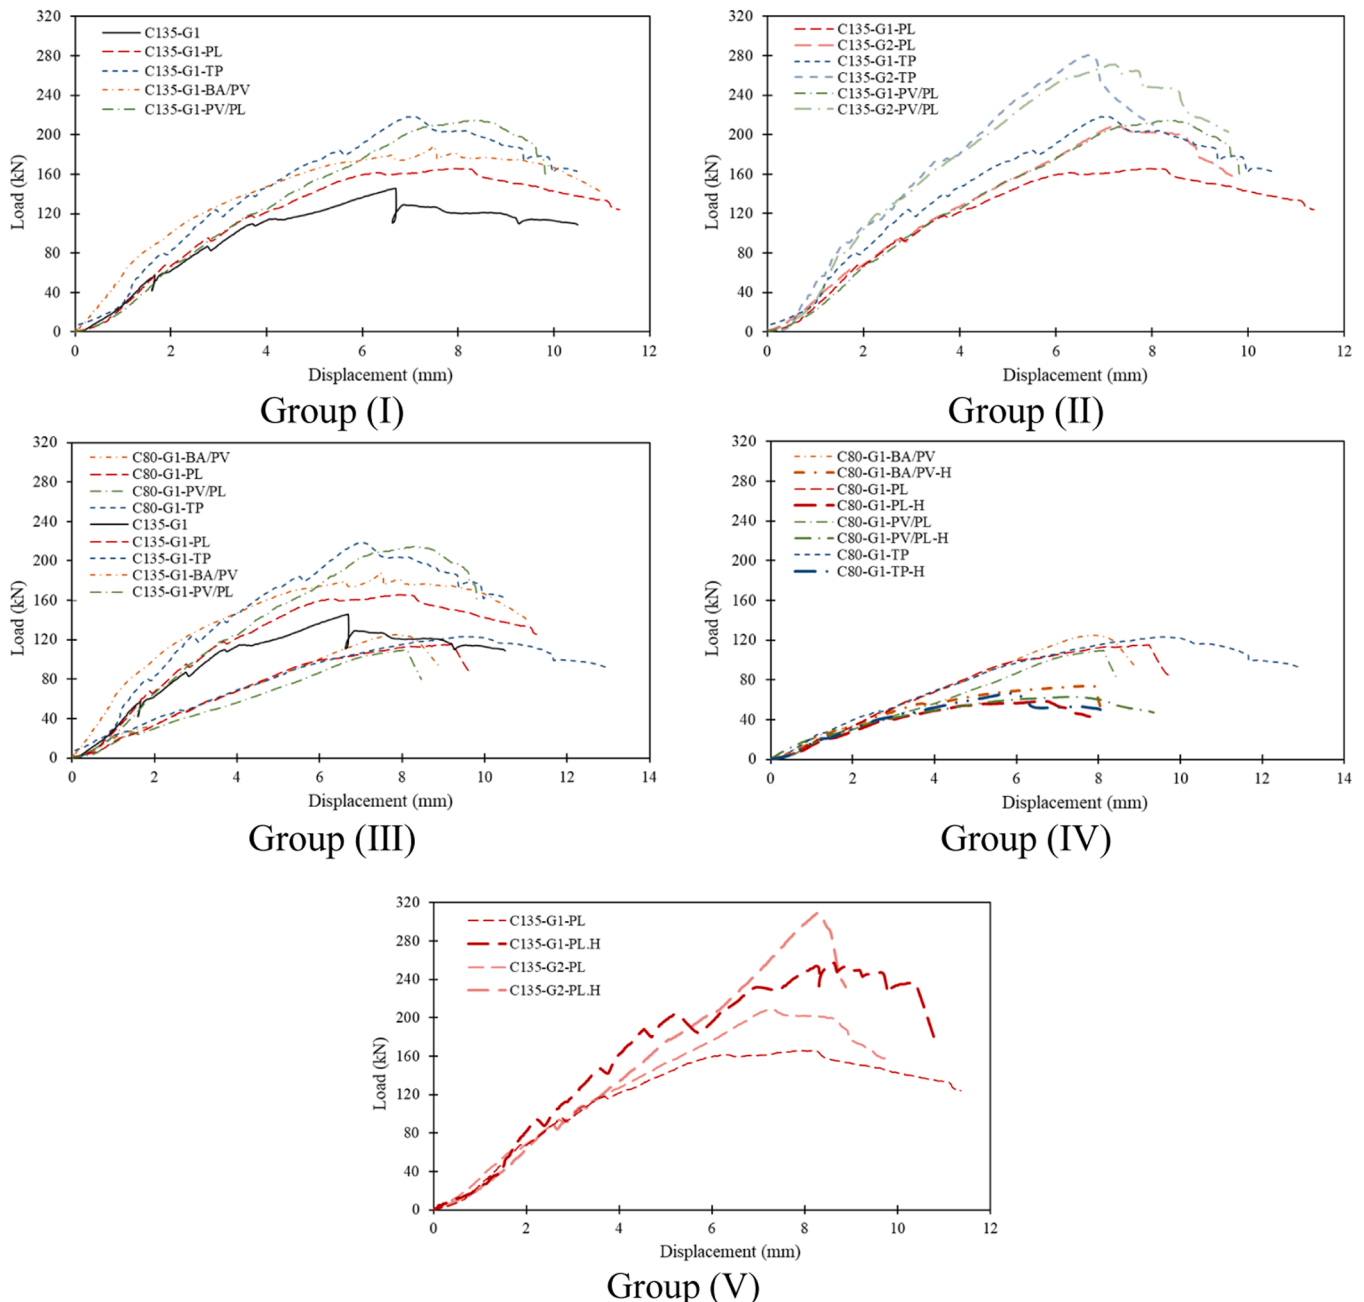 320
280
240
200
160
120
80
40
0
Load (kN)
C135-G1
C135-G1-PL
C135-G1-TP
C135-G1-BA/PV
C135-G1-PV/PL
0 2 4 6 8 10 12
Displacement (mm)
Group (I)
320
280
240
200
160
120
80
40
0
Load (kN)
C135-G1-PL
C135-G2-PL
C135-G1-TP
C135-G2-TP
C135-G1-PV/PL
C135-G2-PV/PL
0 2 4 6 8 10 12
Displacement (mm)
Group (II)
320
280
240
200
160
120
80
40
0
Load (kN)
C80-G1-BA/PV
C80-G1-PL
C80-G1-PV/PL
C80-G1-TP
C135-G1
C135-G1-PL
C135-G1-TP
C135-G1-BA/PV
C135-G1-PV/PL
0 2 4 6 8 10 12 14
Displacement (mm)
Group (III)
320
280
240
200
160
120
80
40
0
Load (kN)
C80-G1-BA/PV
C80-G1-BA/PV-H
C80-G1-PL
C80-G1-PL-H
C80-G1-PV/PL
C80-G1-PV/PL-H
C80-G1-TP
C80-G1-TP-H
0 2 4 6 8 10 12 14
Displacement (mm)
Group (IV)
320
280
240
200
160
120
80
40
0
Load (kN)
C135-G1-PL
C135-G1-PL.H
C135-G2-PL
C135-G2-PL.H
0 2 4 6 8 10 12
Displacement (mm)
Group (V)